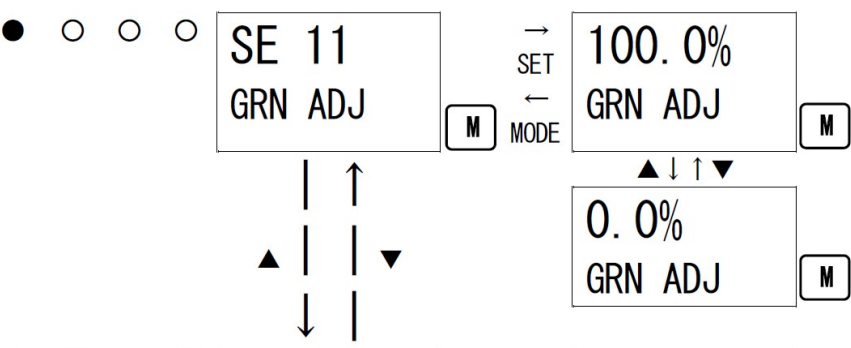 ● ○ ○ ○
SE 11
GRN ADJ
M
→
SET
←
MODE
100.0%
GRN ADJ
M
▲↓↑▼
0.0%
GRN ADJ
M
▲ ↓ ↑ ▼